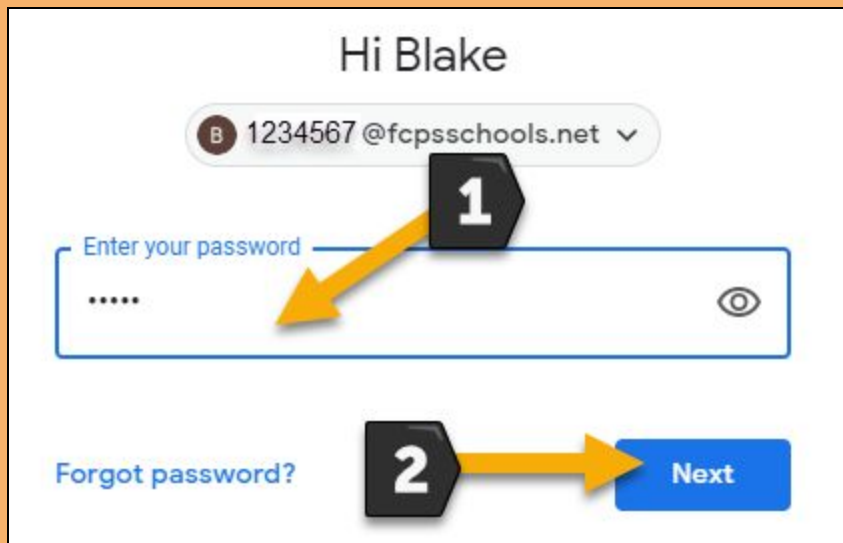 Hi Blake
B 1234567 @fcpsschools.net
1
Enter your password
•••••
Forgot password?
2
Next